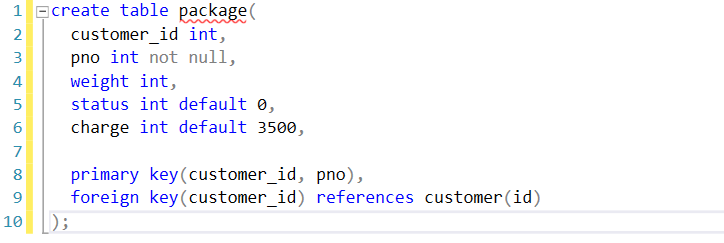 1 create table package(
2 customer_id int,
3 pno int not null,
4 weight int,
5 status int default 0,
6 charge int default 3500,
7
8 primary key(customer_id, pno),
9 foreign key(customer_id) references customer(id)
10 );